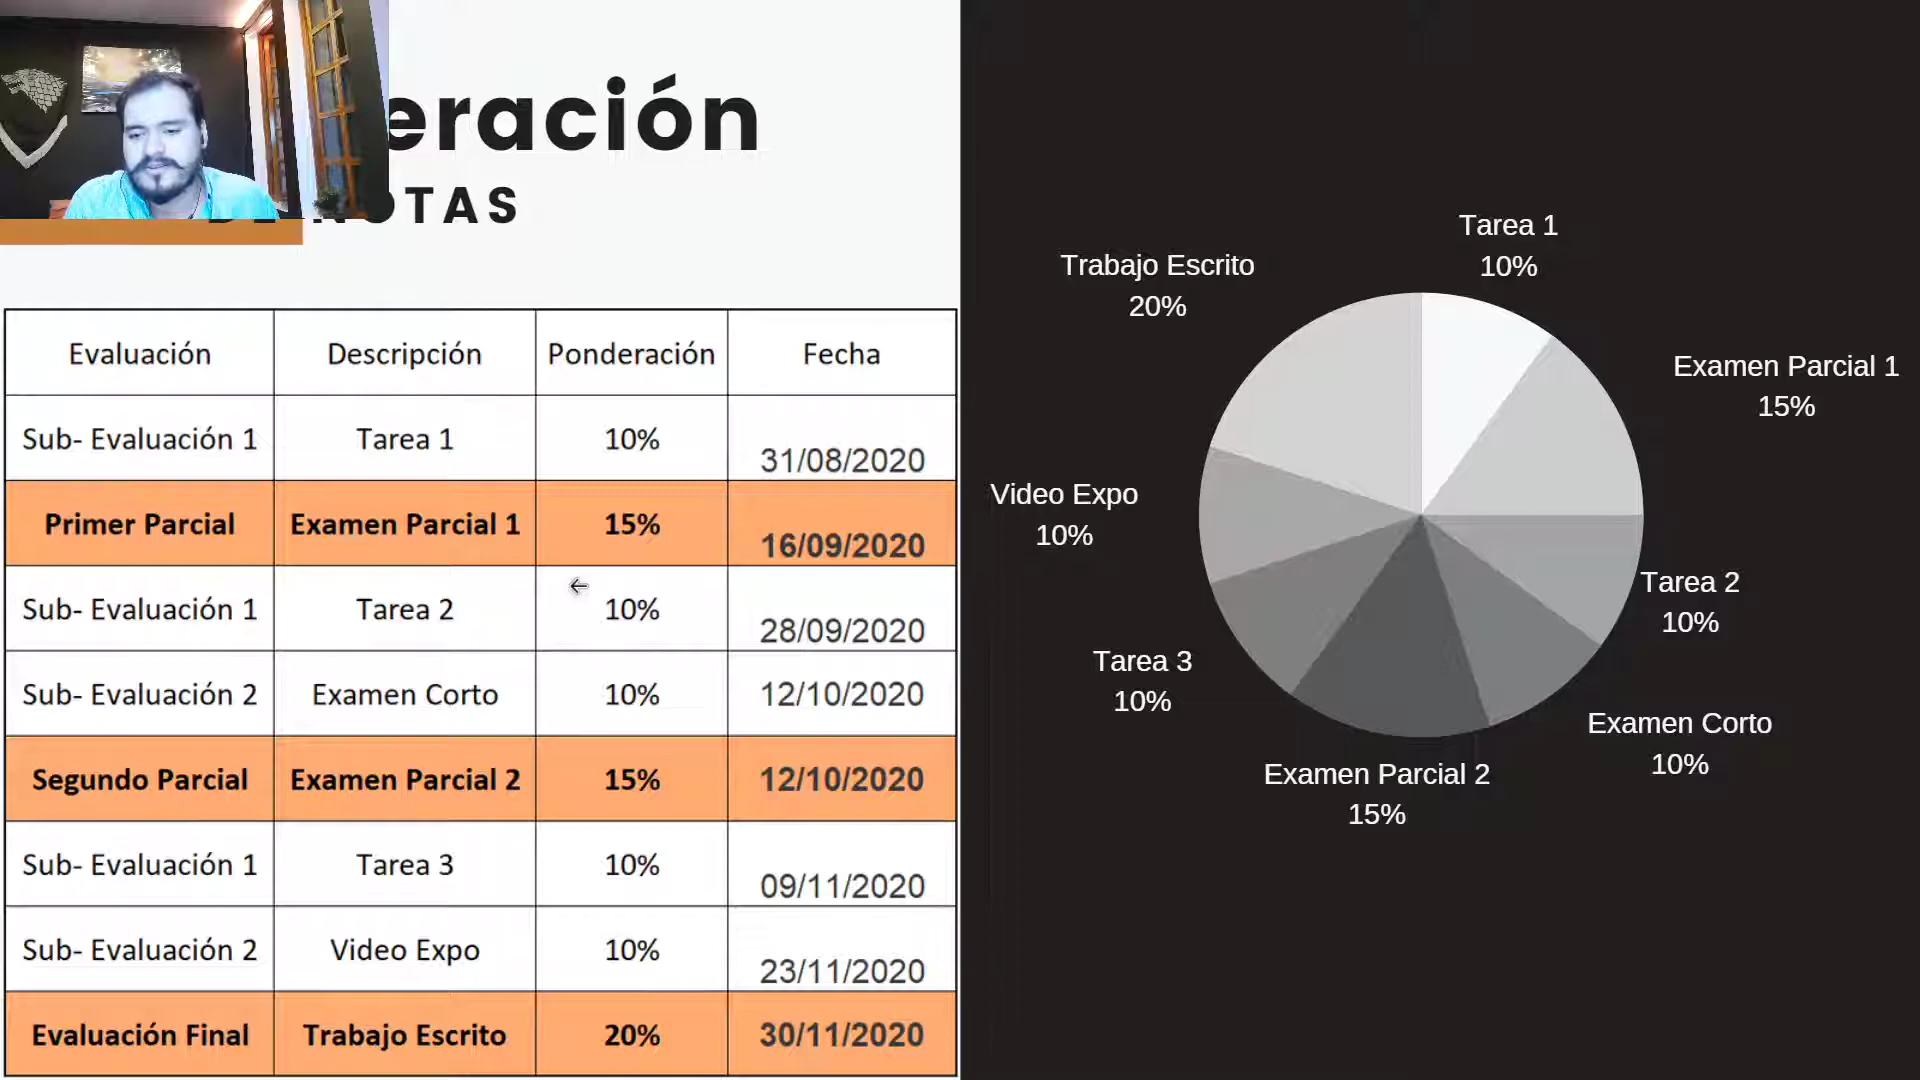 eración
NOTAS
Evaluación Descripción Ponderación Fecha
Sub- Evaluación 1 Tarea 1 10% 31/08/2020
Primer Parcial Examen Parcial 1 15% 16/09/2020
Sub- Evaluación 1 Tarea 2 10% 28/09/2020
Sub- Evaluación 2 Examen Corto 10% 12/10/2020
Segundo Parcial Examen Parcial 2 15% 12/10/2020
Sub- Evaluación 1 Tarea 3 10% 09/11/2020
Sub- Evaluación 2 Video Expo 10% 23/11/2020
Evaluación Final Trabajo Escrito 20% 30/11/2020
Tarea 1
10%
Examen Parcial 1
15%
Tarea 2
10%
Examen Corto
10%
Examen Parcial 2
15%
Tarea 3
10%
Video Expo
10%
Trabajo Escrito
20%